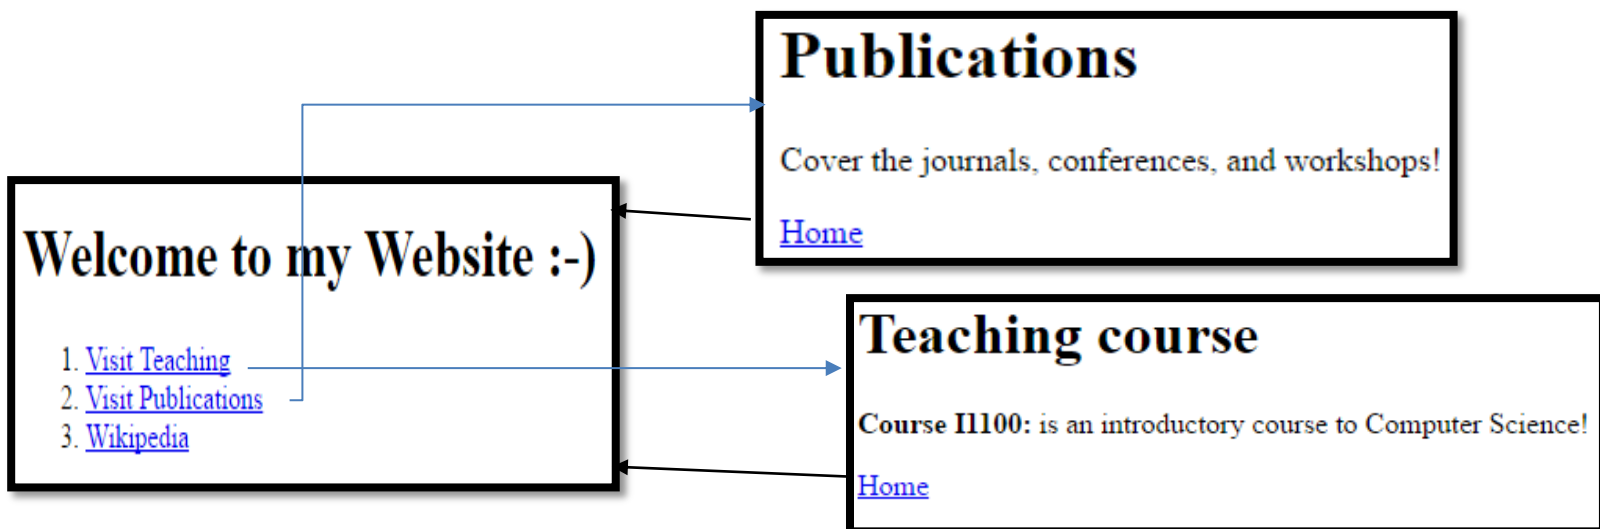 Publications
Cover the journals, conferences, and workshops!
Home
Welcome to my Website :-)
1. Visit Teaching
2. Visit Publications
3. Wikipedia
Teaching course
Course I1100: is an introductory course to Computer Science!
Home